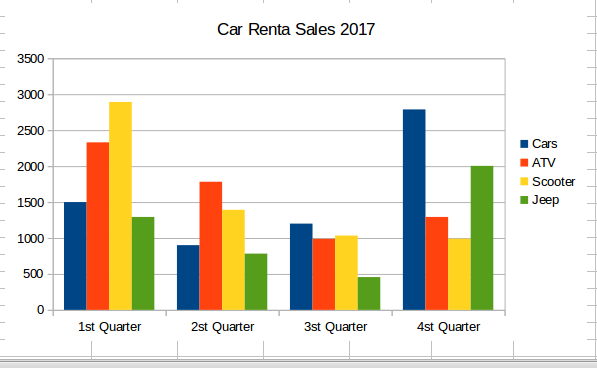 Car Renta Sales 2017
3500
3000
2500
2000
1500
1000
500
0
1st Quarter 2st Quarter 3st Quarter 4st Quarter
Cars
ATV
Scooter
Jeep